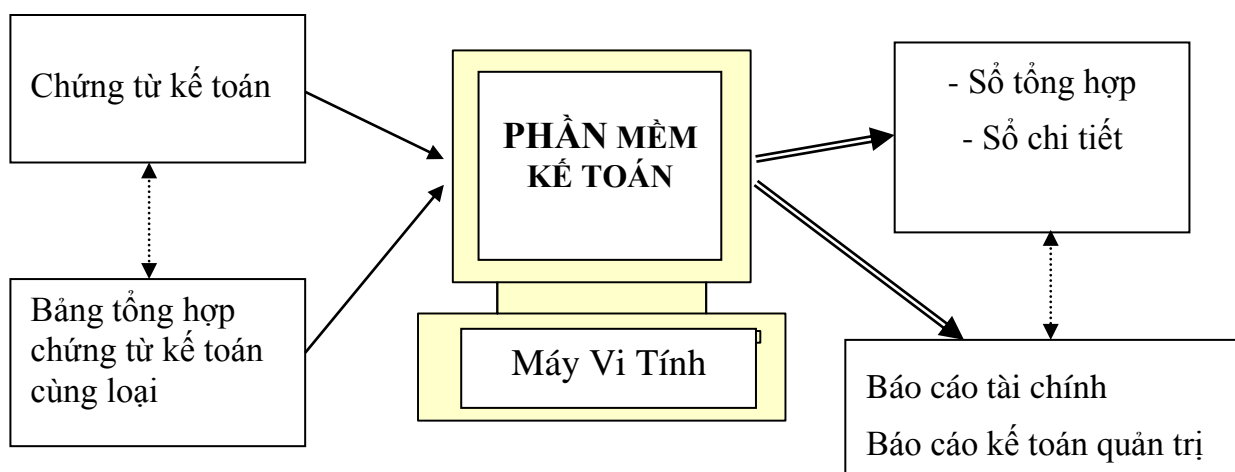 Chứng từ kế toán
Bảng tổng hợp
chứng từ kế toán
cùng loại
PHẦN MỀM
KẾ TOÁN
Máy Vi Tính
- Sổ tổng hợp
- Sổ chi tiết
Báo cáo tài chính
Báo cáo kế toán quản trị